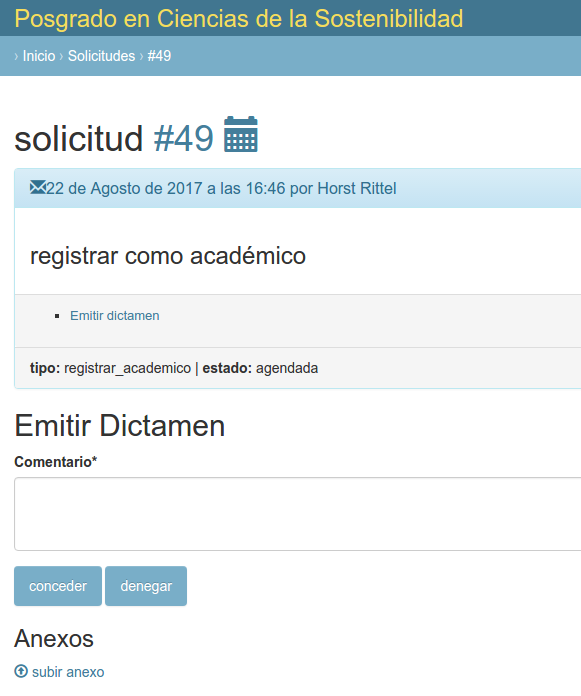 Posgrado en Ciencias de la Sostenibilidad
› Inicio › Solicitudes › #49
solicitud #49
22 de Agosto de 2017 a las 16:46 por Horst Rittel
registrar como académico
Emitir dictamen
tipo: registrar_academico | estado: agendada
Emitir Dictamen
Comentario*
conceder denegar
Anexos
subir anexo